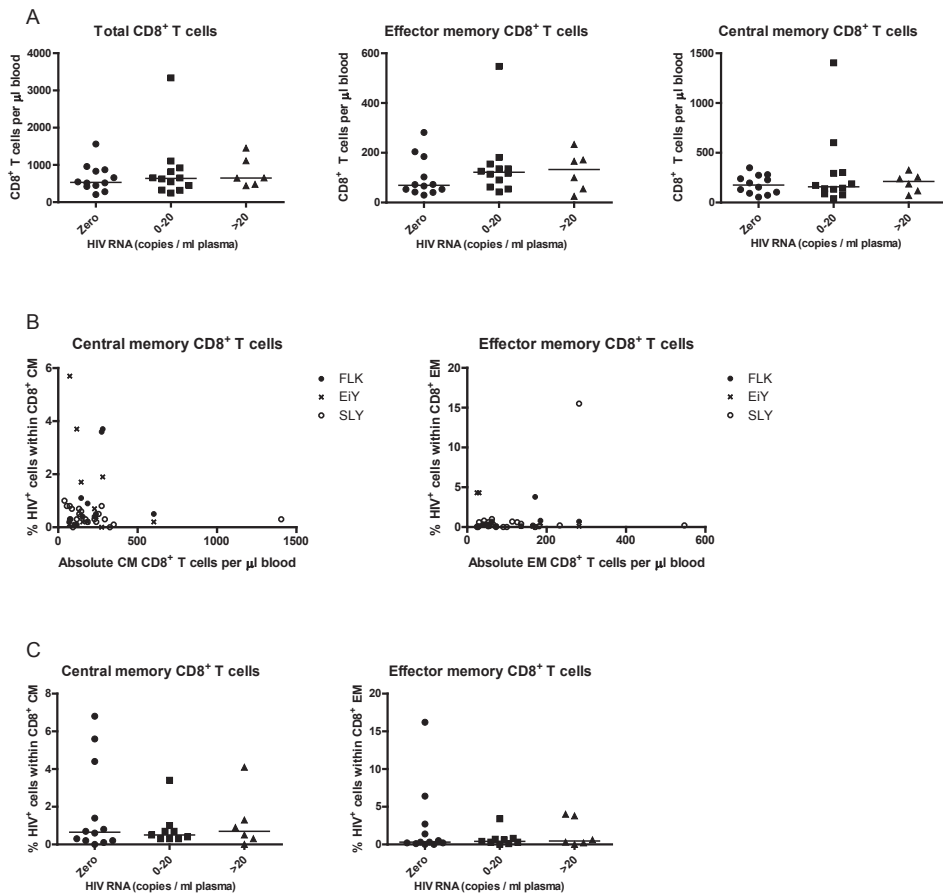 A
Total CD8⁺ T cells
CD8⁺ T cells per µl blood
4000
3000
2000
1000
0
Zero
0-20
>20
HIV RNA (copies / ml plasma)
Effector memory CD8⁺ T cells
CD8⁺ T cells per µl blood
600
400
200
0
Zero
0-20
>20
HIV RNA (copies / ml plasma)
Central memory CD8⁺ T cells
CD8⁺ T cells per µl blood
1500
1000
500
0
Zero
0-20
>20
HIV RNA (copies / ml plasma)
B
Central memory CD8⁺ T cells
% HIV⁺ cells within CD8⁺ CM
6
4
2
0
0
500
1000
1500
Absolute CM CD8⁺ T cells per µl blood
FLK
EiY
SLY
Effector memory CD8⁺ T cells
% HIV⁺ cells within CD8⁺ EM
20
15
10
5
0
0
200
400
600
Absolute EM CD8⁺ T cells per µl blood
FLK
EiY
SLY
C
Central memory CD8⁺ T cells
% HIV⁺ cells within CD8⁺ CM
8
6
4
2
0
Zero
0-20
>20
HIV RNA (copies / ml plasma)
Effector memory CD8⁺ T cells
% HIV⁺ cells within CD8⁺ EM
20
15
10
5
0
Zero
0-20
>20
HIV RNA (copies / ml plasma)